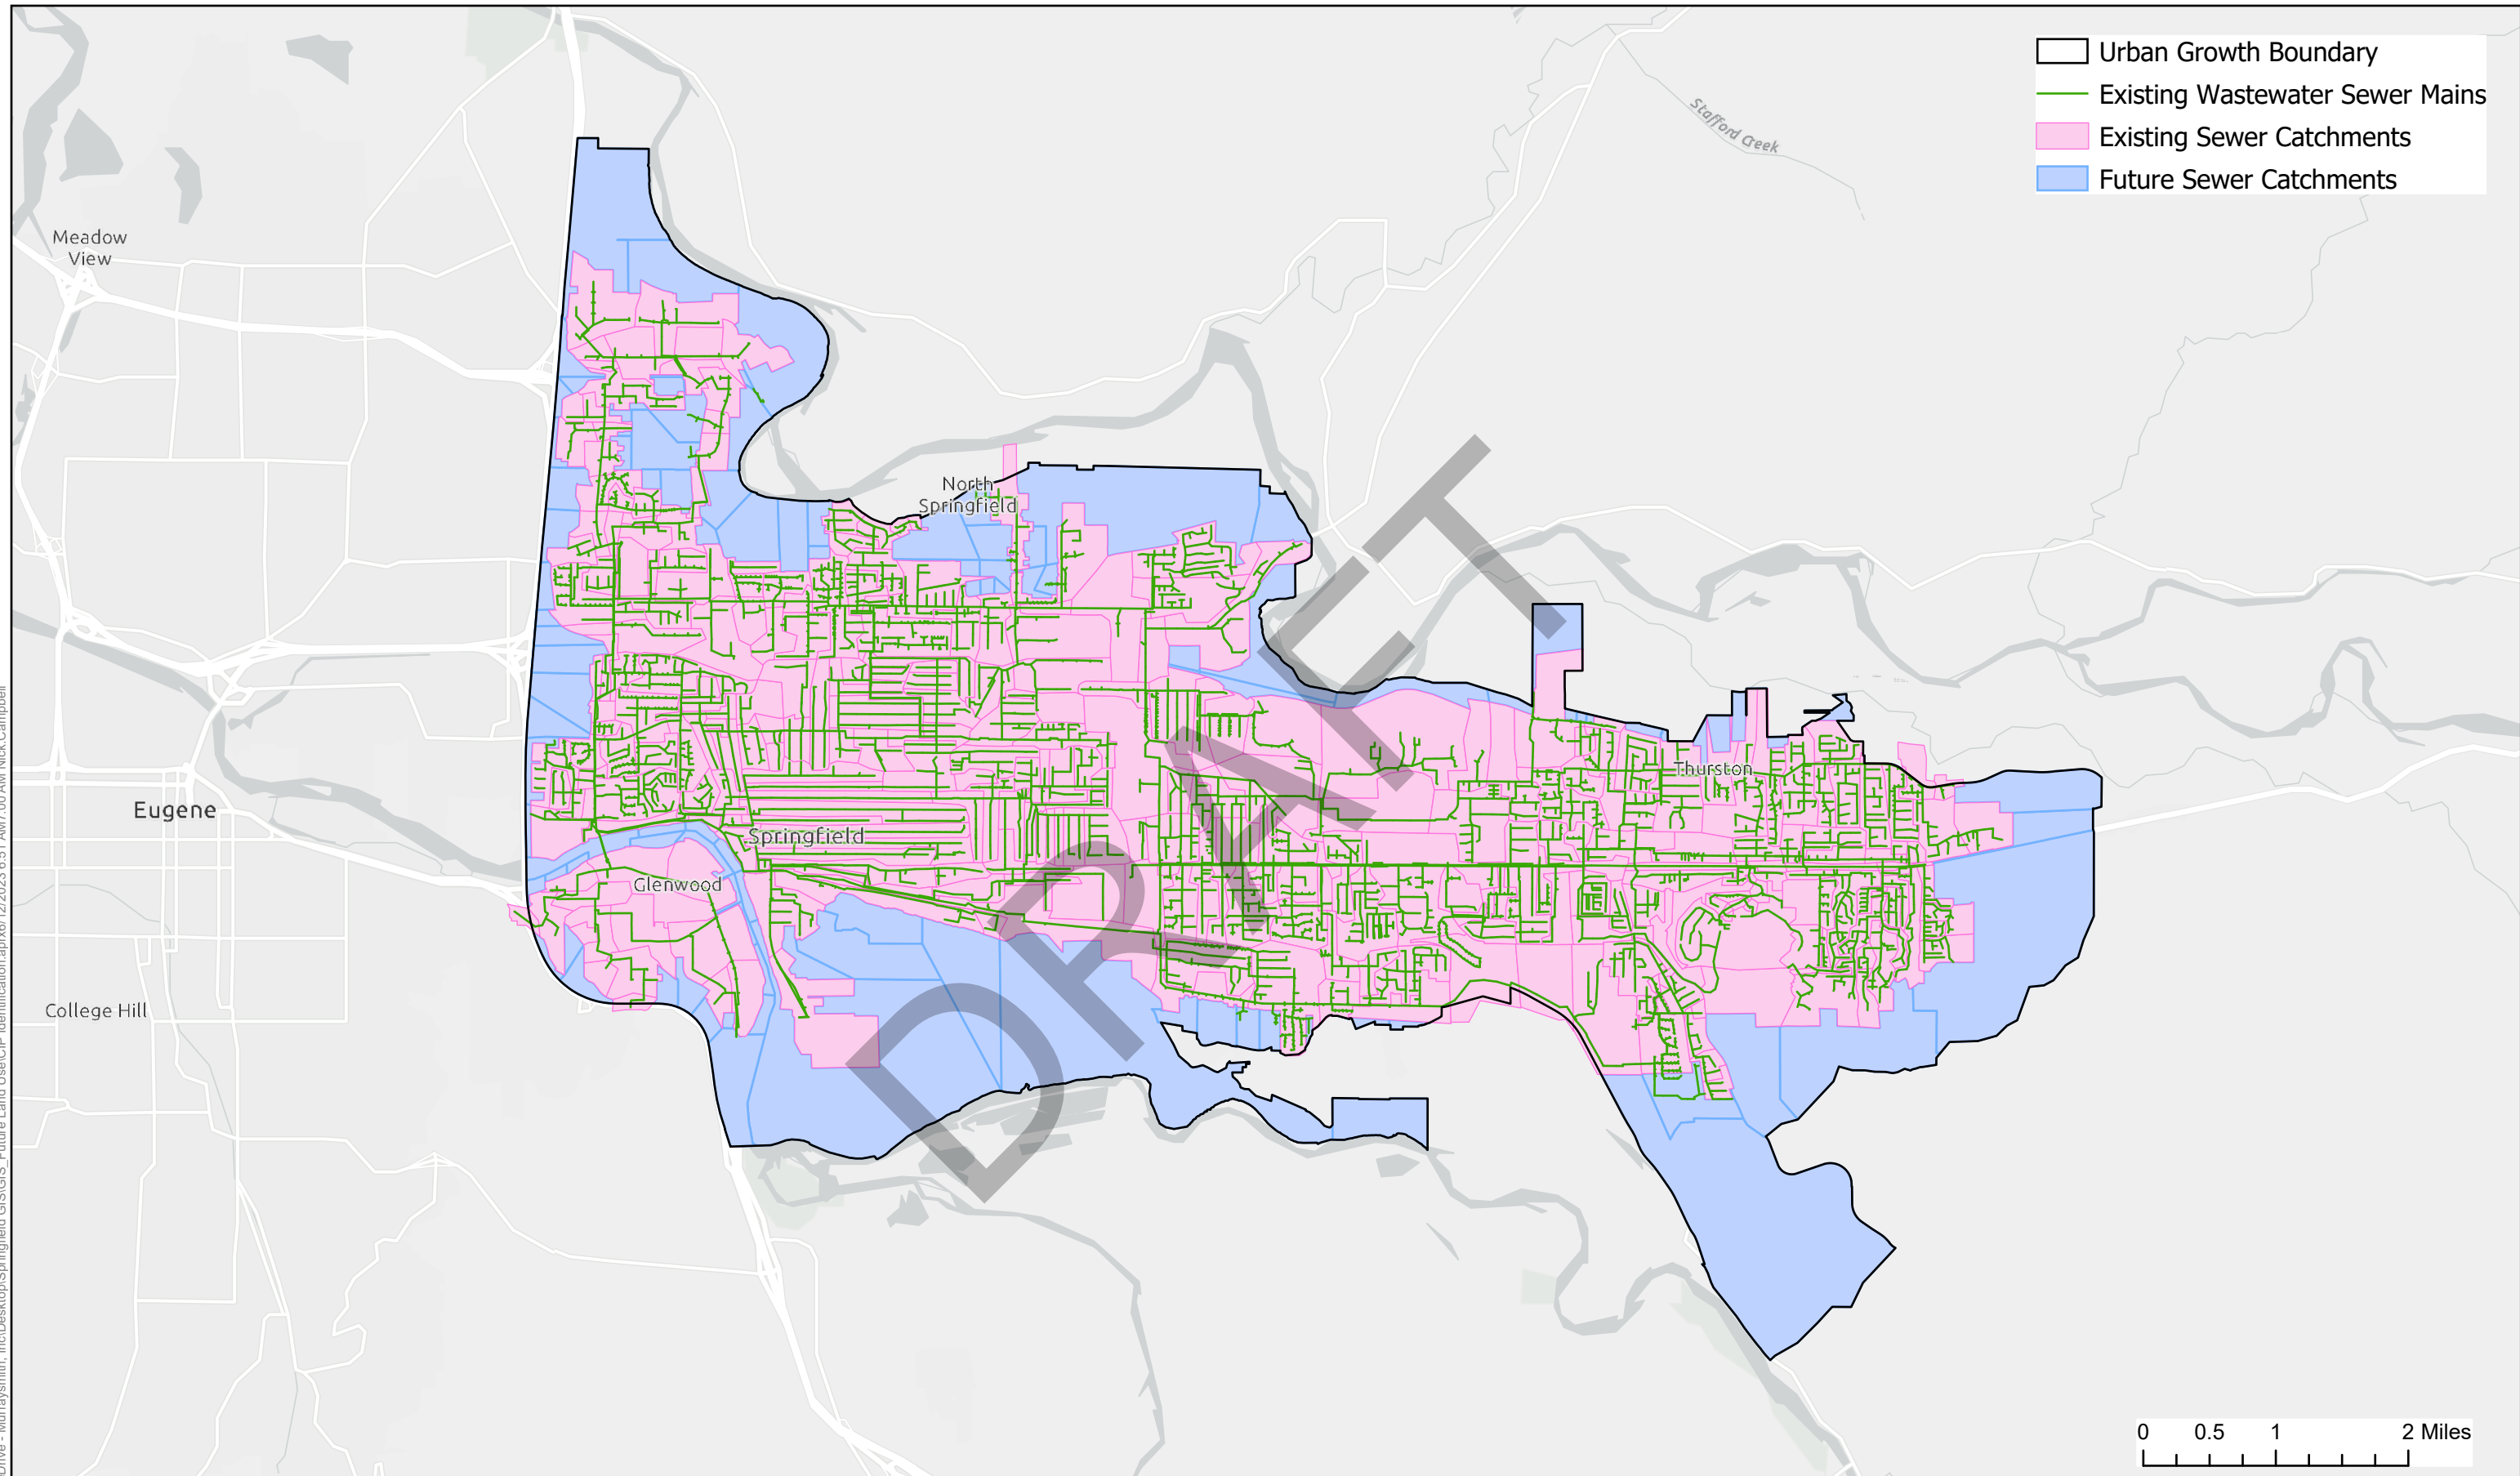 Urban Growth Boundary
Existing Wastewater Sewer Mains
Existing Sewer Catchments
Future Sewer Catchments
Stafford Creek
Meadow
View
North
Springfield
Thurston
Eugene
Springfield
Glenwood
College Hill
DRAFT
0 0.5 1 2 Miles